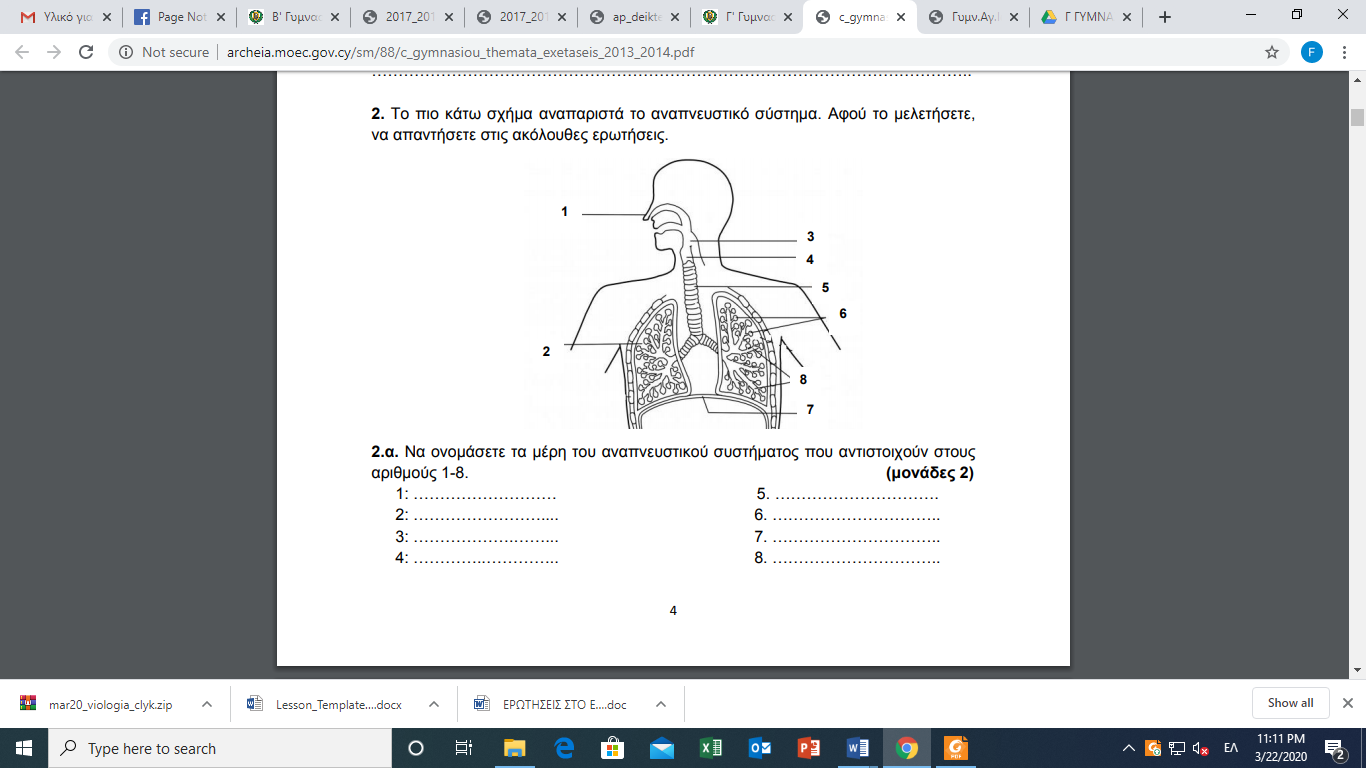 Υλικό για
Page Not
Β' Γυμνασ
2017_201
2017_201
ap_deikte
Γ' Γυμνασ
c_gymnas
Γυμν.Αγ.Ι
Γ ΓΥΜΝΑ
Not secure | archeia.moec.gov.cy/sm/88/c_gymnasiou_themata_exetaseis_2013_2014.pdf
F
……………………………………………………………………………………………………..
2. Το πιο κάτω σχήμα αναπαριστά το αναπνευστικό σύστημα. Αφού το μελετήσετε,
να απαντήσετε στις ακόλουθες ερωτήσεις.
1
3
4
5
6
2
8
7
2.α. Να ονομάσετε τα μέρη του αναπνευστικού συστήματος που αντιστοιχούν στους
αριθμούς 1-8. (μονάδες 2)
1: ……………………… 5. ………………………….
2: …………………….... 6. …………………………..
3: ……………….……... 7. …………………………..
4: …………..………….. 8. …………………………..
4
mar20_viologia_clyk.zip
Lesson_Template....docx
ΕΡΩΤΗΣΕΙΣ ΣΤΟ Ε....doc
Show all
Type here to search
ΕΛ
11:11 PM
3/22/2020
2